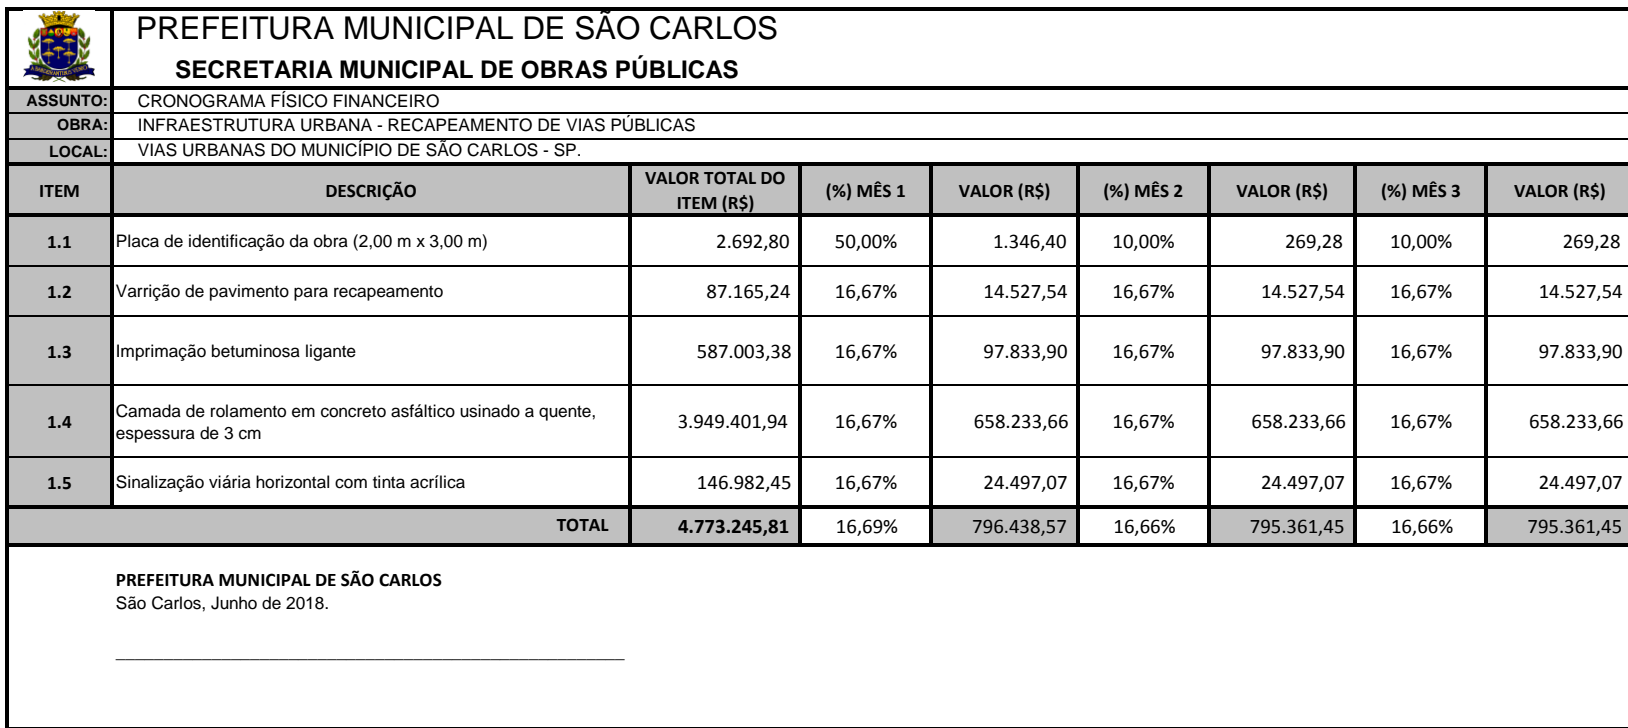 PREFEITURA MUNICIPAL DE SÃO CARLOS
SECRETARIA MUNICIPAL DE OBRAS PÚBLICAS
ASSUNTO: CRONOGRAMA FÍSICO FINANCEIRO
OBRA: INFRAESTRUTURA URBANA - RECAPEAMENTO DE VIAS PÚBLICAS
LOCAL: VIAS URBANAS DO MUNICÍPIO DE SÃO CARLOS - SP.
ITEM DESCRIÇÃO VALOR TOTAL DO ITEM (R$) (%) MÊS 1 VALOR (R$) (%) MÊS 2 VALOR (R$) (%) MÊS 3 VALOR (R$)
1.1 Placa de identificação da obra (2,00 m x 3,00 m) 2.692,80 50,00% 1.346,40 10,00% 269,28 10,00% 269,28
1.2 Varrição de pavimento para recapeamento 87.165,24 16,67% 14.527,54 16,67% 14.527,54 16,67% 14.527,54
1.3 Imprimação betuminosa ligante 587.003,38 16,67% 97.833,90 16,67% 97.833,90 16,67% 97.833,90
1.4 Camada de rolamento em concreto asfáltico usinado a quente, espessura de 3 cm 3.949.401,94 16,67% 658.233,66 16,67% 658.233,66 16,67% 658.233,66
1.5 Sinalização viária horizontal com tinta acrílica 146.982,45 16,67% 24.497,07 16,67% 24.497,07 16,67% 24.497,07
TOTAL 4.773.245,81 16,69% 796.438,57 16,66% 795.361,45 16,66% 795.361,45
PREFEITURA MUNICIPAL DE SÃO CARLOS
São Carlos, Junho de 2018.